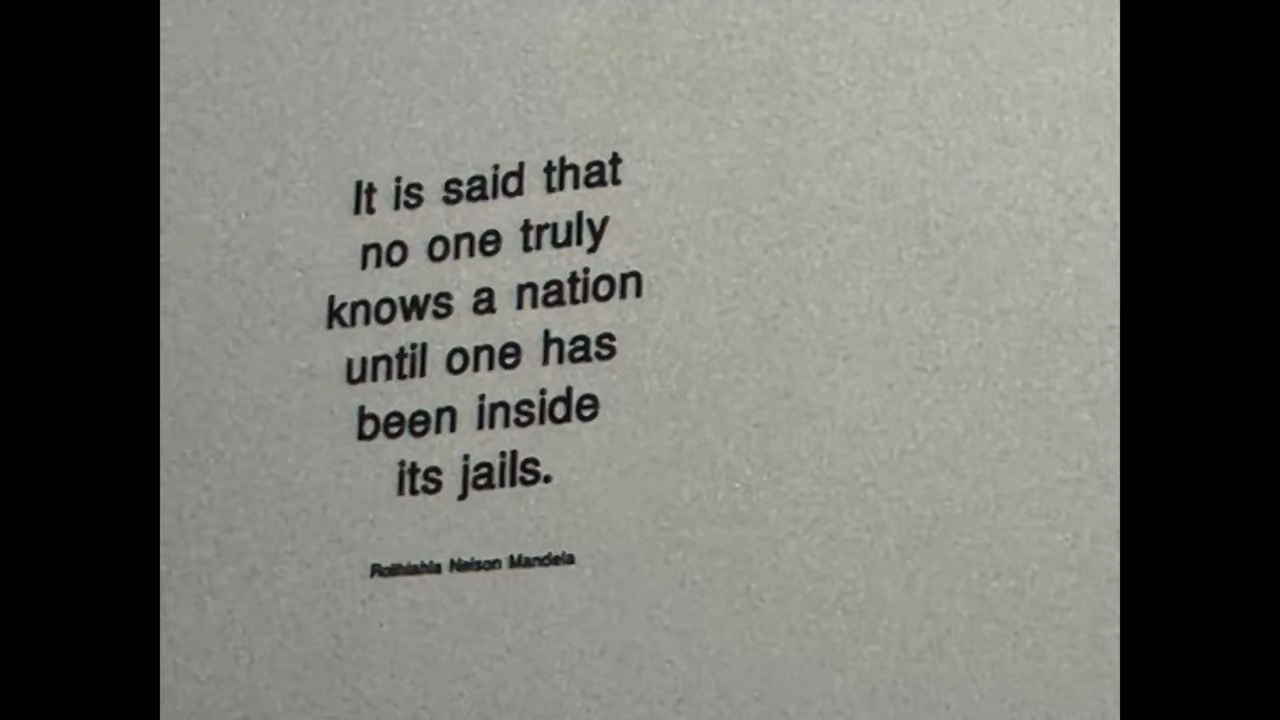 It is said that
no one truly
knows a nation
until one has
been inside
its jails.
Rolihlahla Nelson Mandela